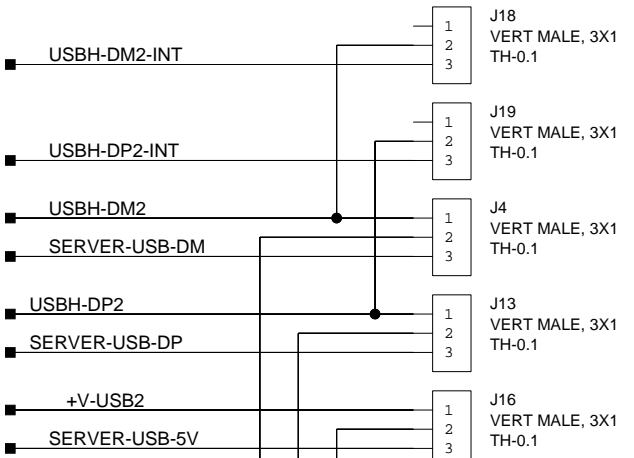 J18
VERT MALE, 3X1
TH-0.1
1
2
3
USBH-DM2-INT
J19
VERT MALE, 3X1
TH-0.1
1
2
3
USBH-DP2-INT
J4
VERT MALE, 3X1
TH-0.1
1
2
3
USBH-DM2
SERVER-USB-DM
J13
VERT MALE, 3X1
TH-0.1
1
2
3
USBH-DP2
SERVER-USB-DP
J16
VERT MALE, 3X1
TH-0.1
1
2
3
+V-USB2
SERVER-USB-5V